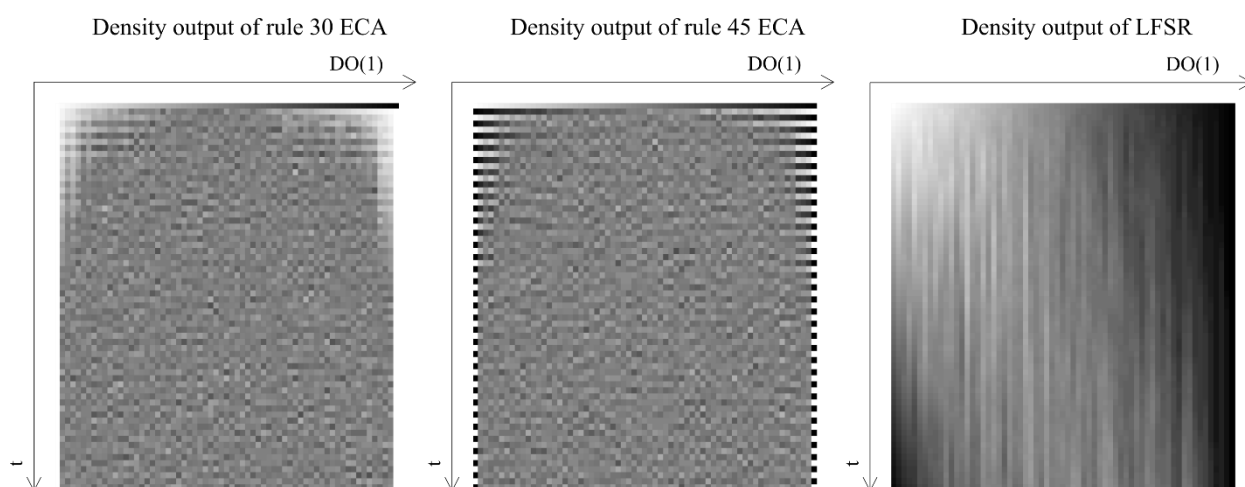 Density output of rule 30 ECA
DO(1)
t
Density output of rule 45 ECA
DO(1)
t
Density output of LFSR
DO(1)
t